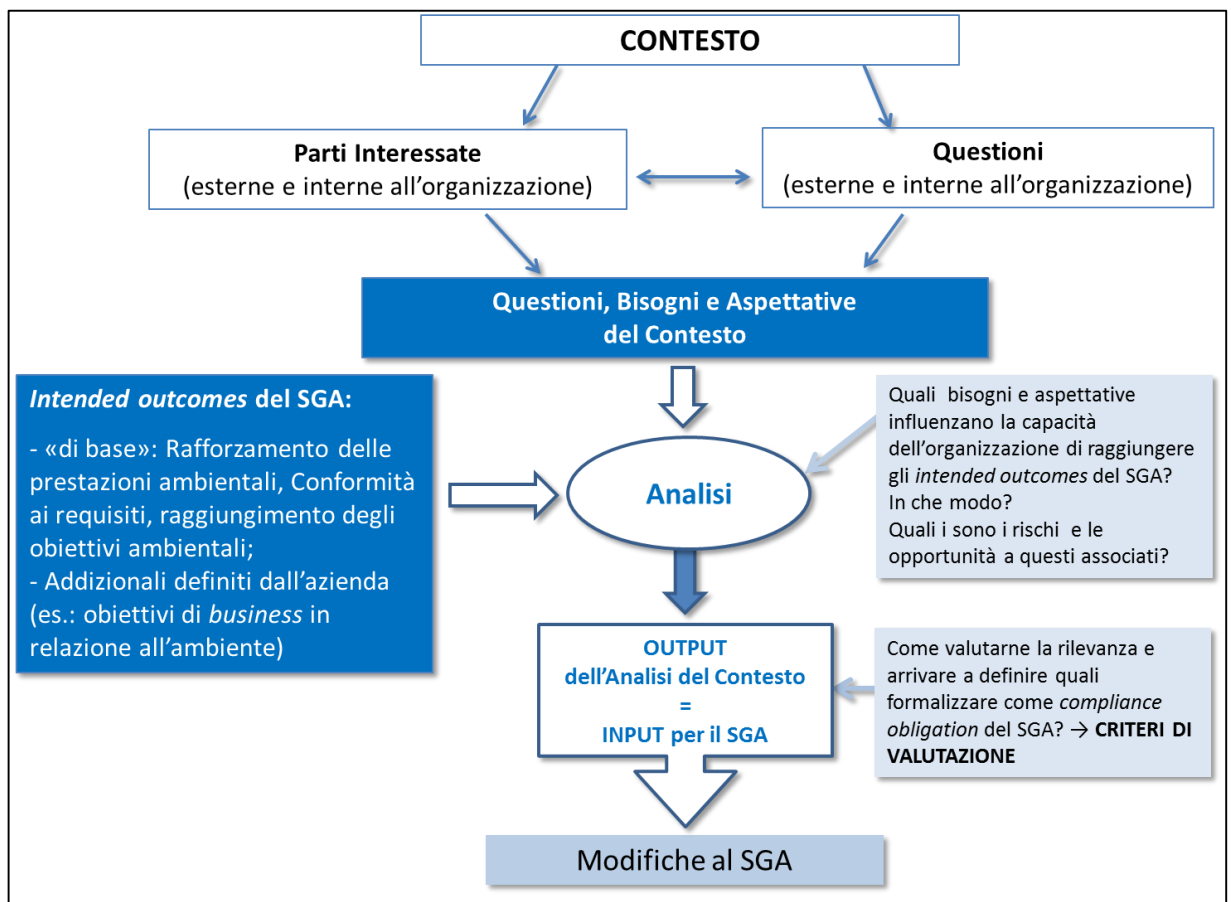 CONTESTO
Parti Interessate
(esterne e interne all'organizzazione)
Questioni
(esterne e interne all'organizzazione)
Questioni, Bisogni e Aspettative
del Contesto
Intended outcomes del SGA:
- «di base»: Rafforzamento delle
prestazioni ambientali, Conformità
ai requisiti, raggiungimento degli
obiettivi ambientali;
- Addizionali definiti dall'azienda
(es.: obiettivi di business in
relazione all'ambiente)
Analisi
Quali bisogni e aspettative
influenzano la capacità
dell'organizzazione di raggiungere
gli intended outcomes del SGA?
In che modo?
Quali i sono i rischi e le
opportunità a questi associati?
OUTPUT
dell'Analisi del Contesto
=
INPUT per il SGA
Come valutarne la rilevanza e
arrivare a definire quali
formalizzare come compliance
obligation del SGA? → CRITERI DI
VALUTAZIONE
Modifiche al SGA